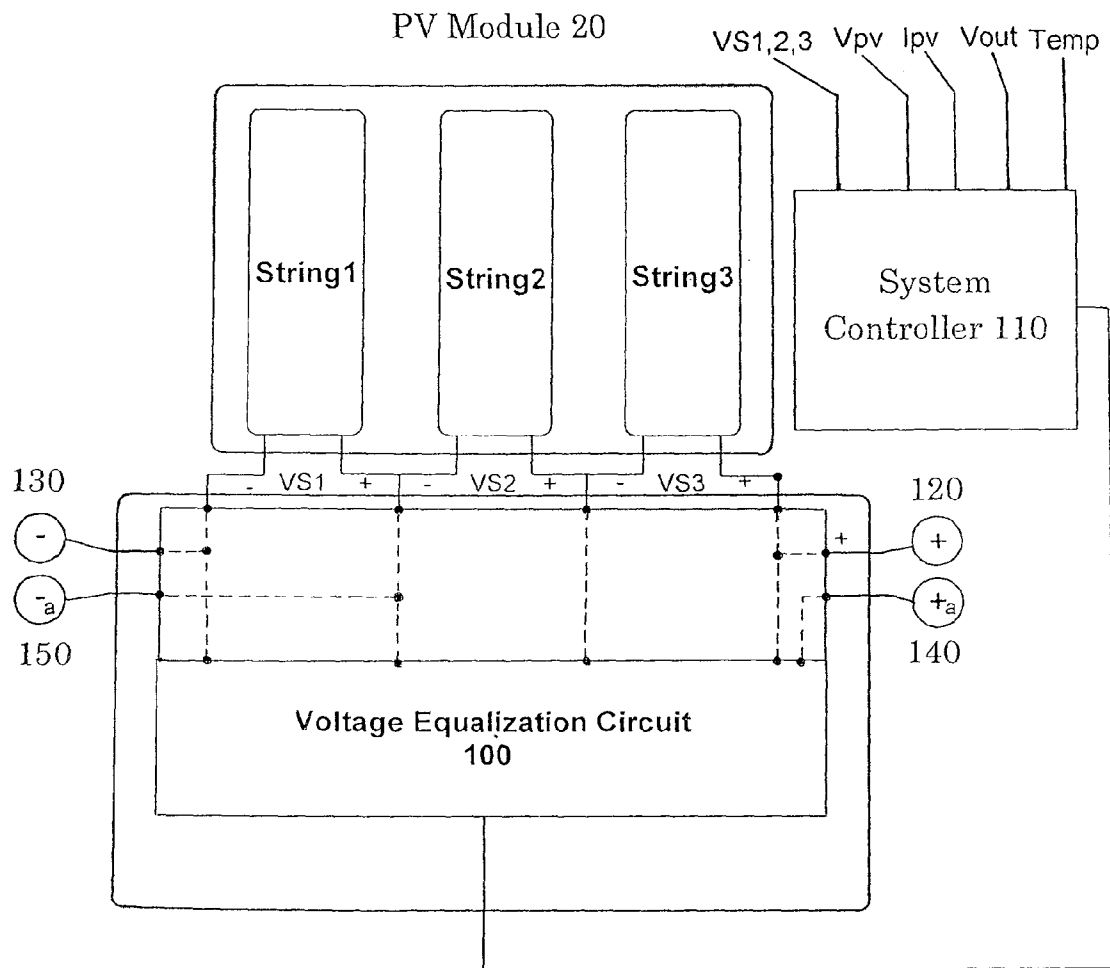 PV Module 20
VS1,2,3 Vpv Ipv Vout Temp
String1 String2 String3
System
Controller 110
- VS1 + - VS2 + - VS3 +
130
120
- + +
-a +a
150
140
Voltage Equalization Circuit
100